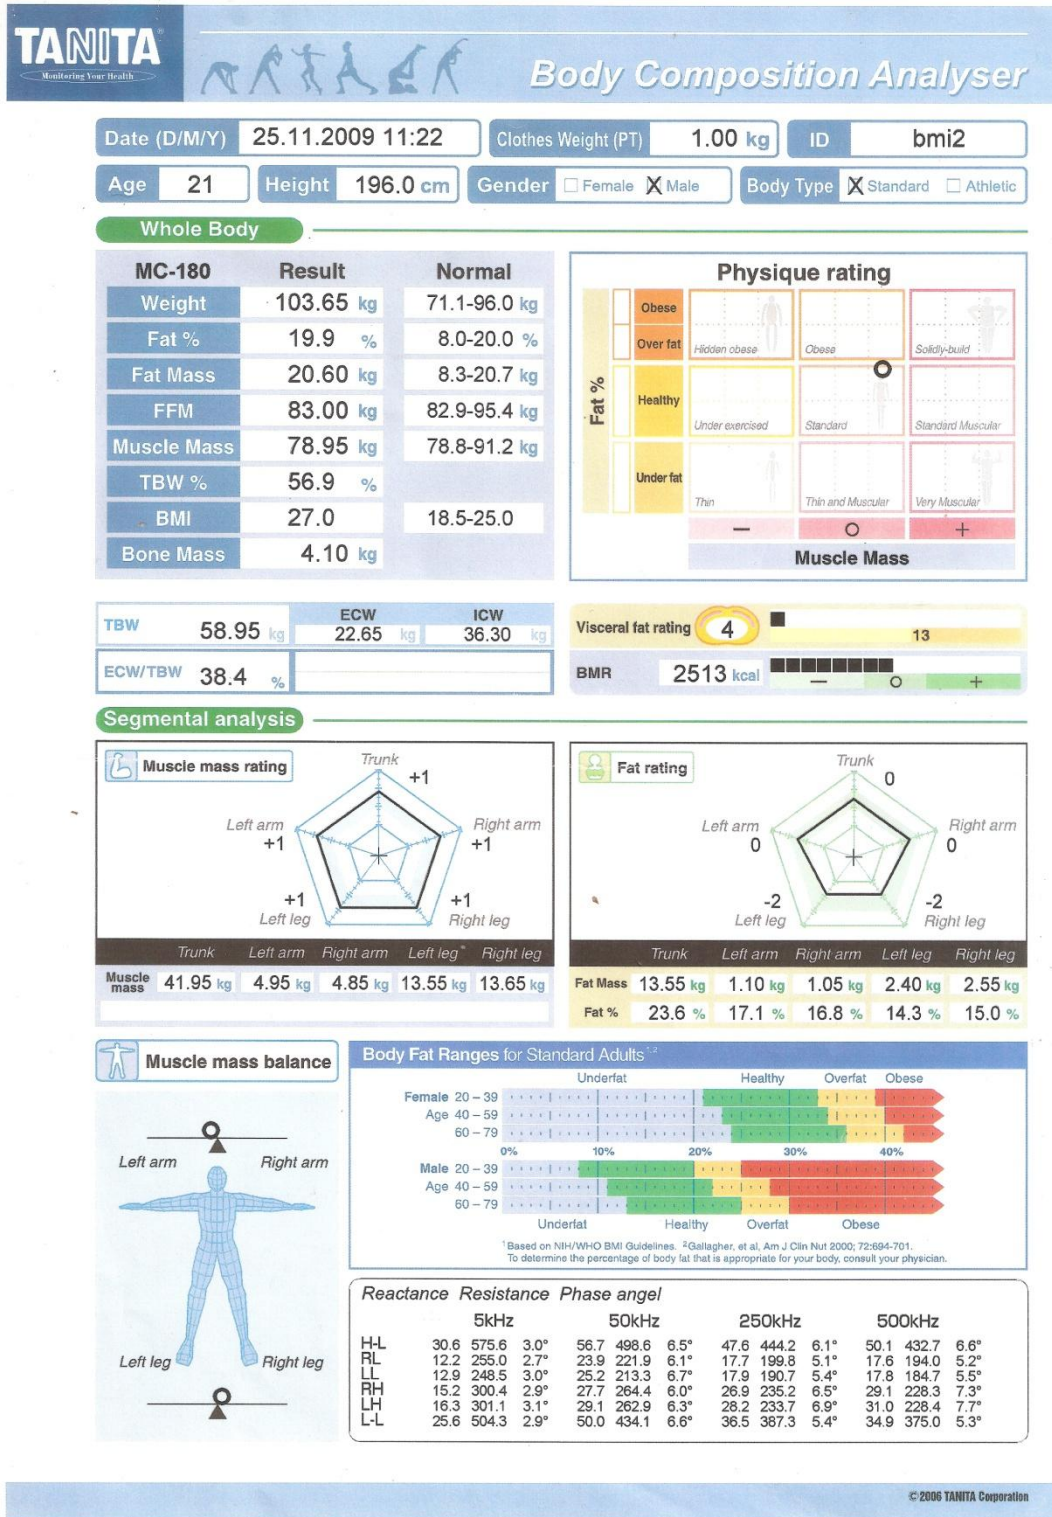 TANITA
Monitoring Your Health
Body Composition Analyser
Date (D/M/Y) 25.11.2009 11:22 Clothes Weight (PT) 1.00 kg ID bmi2
Age 21 Height 196.0 cm Gender Female Male Body Type Standard Athletic
Whole Body
MC-180 Result Normal
Weight 103.65 kg 71.1-96.0 kg
Fat % 19.9 % 8.0-20.0 %
Fat Mass 20.60 kg 8.3-20.7 kg
FFM 83.00 kg 82.9-95.4 kg
Muscle Mass 78.95 kg 78.8-91.2 kg
TBW % 56.9 %
BMI 27.0 18.5-25.0
Bone Mass 4.10 kg
Physique rating
Fat %
Obese
Over fat Hidden obese Obese Solidly-build
Healthy
Under exercised Standard Standard Muscular
Under fat
Thin Thin and Muscular Very Muscular
− O +
Muscle Mass
TBW 58.95 kg
ECW ICW
22.65 kg 36.30 kg
ECW/TBW 38.4 %
Visceral fat rating 4 13
BMR 2513 kcal − O +
Segmental analysis
Muscle mass rating
Trunk
+1
Left arm Right arm
+1 +1
+1 +1
Left leg Right leg
Trunk Left arm Right arm Left leg Right leg
Muscle mass 41.95 kg 4.95 kg 4.85 kg 13.55 kg 13.65 kg
Fat rating
Trunk
0
Left arm Right arm
0 0
-2 -2
Left leg Right leg
Trunk Left arm Right arm Left leg Right leg
Fat Mass 13.55 kg 1.10 kg 1.05 kg 2.40 kg 2.55 kg
Fat % 23.6 % 17.1 % 16.8 % 14.3 % 15.0 %
Muscle mass balance
Left arm Right arm
Left leg Right leg
Body Fat Ranges for Standard Adults 1,2
Underfat Healthy Overfat Obese
Female 20 – 39
Age 40 – 59
60 – 79
0% 10% 20% 30% 40%
Male 20 – 39
Age 40 – 59
60 – 79
Underfat Healthy Overfat Obese
1 Based on NIH/WHO BMI Guidelines. 2 Gallagher, et al, Am J Clin Nut 2000; 72:694-701.
To determine the percentage of body fat that is appropriate for your body, consult your physician.
Reactance Resistance Phase angel
5kHz 50kHz 250kHz 500kHz
H-L 30.6 575.6 3.0° 56.7 498.6 6.5° 47.6 444.2 6.1° 50.1 432.7 6.6°
RL 12.2 255.0 2.7° 23.9 221.9 6.1° 17.7 199.8 5.1° 17.6 194.0 5.2°
LL 12.9 248.5 3.0° 25.2 213.3 6.7° 17.9 190.7 5.4° 17.8 184.7 5.5°
RH 15.2 300.4 2.9° 27.7 264.4 6.0° 26.9 235.2 6.5° 29.1 228.3 7.3°
LH 16.3 301.1 3.1° 29.1 262.9 6.3° 28.2 233.7 6.9° 31.0 228.4 7.7°
L-L 25.6 504.3 2.9° 50.0 434.1 6.6° 36.5 387.3 5.4° 34.9 375.0 5.3°
©2006 TANITA Corporation